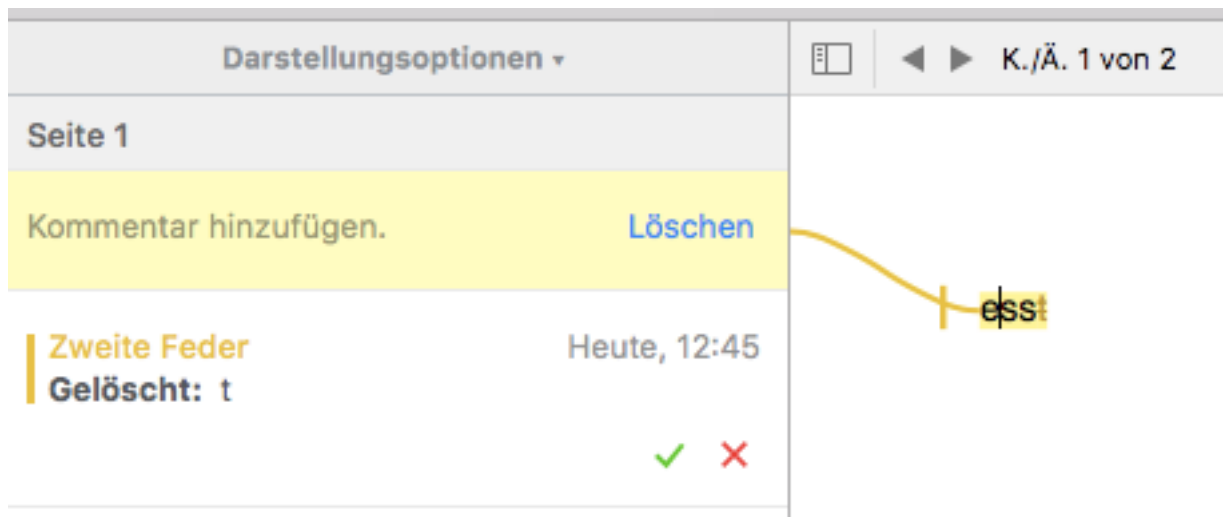 Darstellungsoptionen ▾
K./Ä. 1 von 2
Seite 1
Kommentar hinzufügen. Löschen
esst
Zweite Feder Heute, 12:45
Gelöscht: t